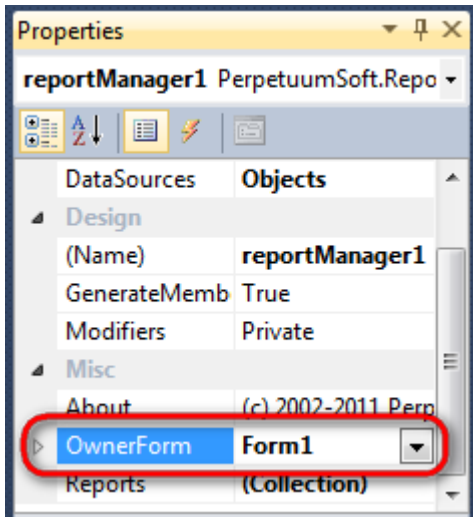 Properties
reportManager1 PerpetuumSoft.Repo
DataSources Objects
Design
(Name) reportManager1
GenerateMemb True
Modifiers Private
Misc
About (c) 2002-2011 Perp
OwnerForm Form1
Reports (Collection)